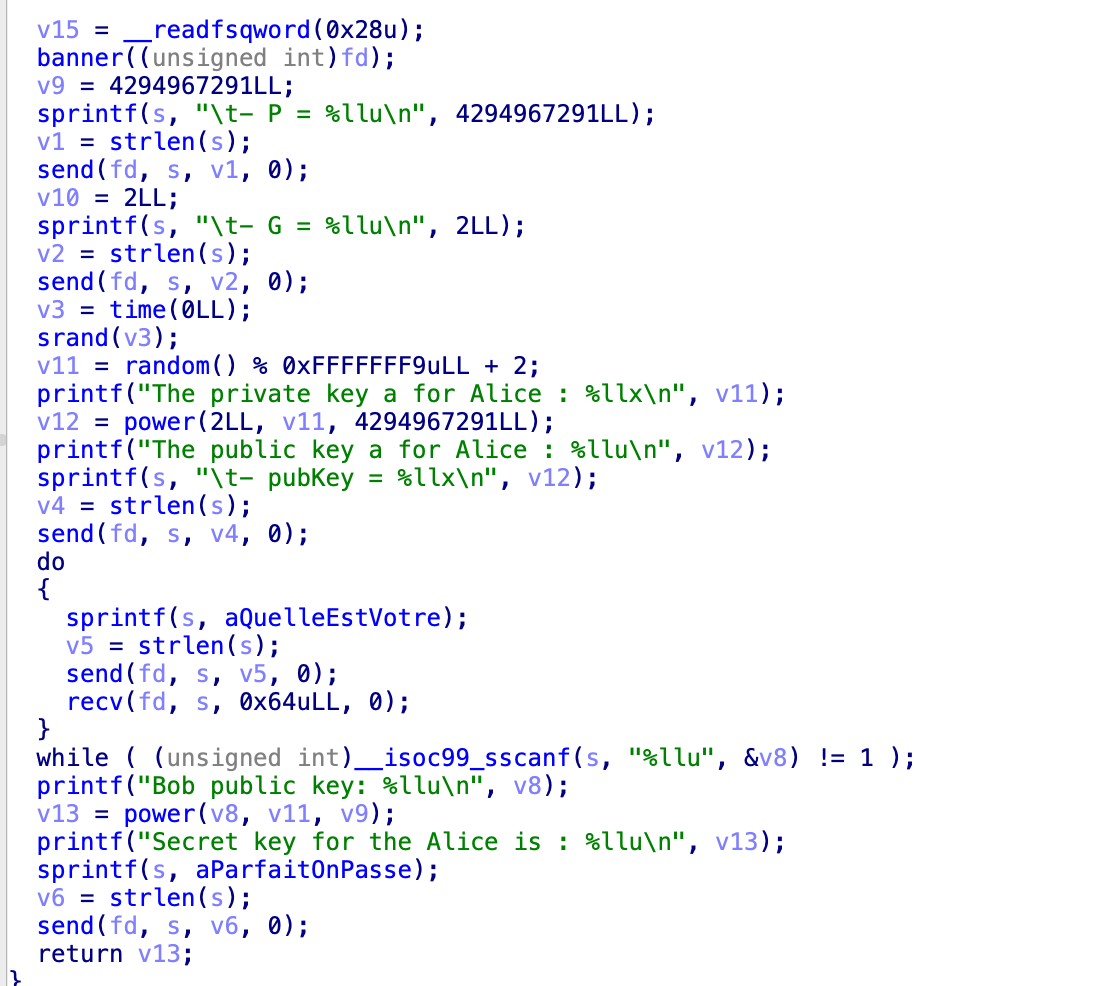 v15 = __readfsqword(0x28u);
banner((unsigned int)fd);
v9 = 4294967291LL;
sprintf(s, "\t- P = %llu\n", 4294967291LL);
v1 = strlen(s);
send(fd, s, v1, 0);
v10 = 2LL;
sprintf(s, "\t- G = %llu\n", 2LL);
v2 = strlen(s);
send(fd, s, v2, 0);
v3 = time(0LL);
srand(v3);
v11 = random() % 0xFFFFFFF9uLL + 2;
printf("The private key a for Alice : %llx\n", v11);
v12 = power(2LL, v11, 4294967291LL);
printf("The public key a for Alice : %llu\n", v12);
sprintf(s, "\t- pubKey = %llx\n", v12);
v4 = strlen(s);
send(fd, s, v4, 0);
do
{
sprintf(s, aQuelleEstVotre);
v5 = strlen(s);
send(fd, s, v5, 0);
recv(fd, s, 0x64uLL, 0);
}
while ( (unsigned int)__isoc99_sscanf(s, "%llu", &v8) != 1 );
printf("Bob public key: %llu\n", v8);
v13 = power(v8, v11, v9);
printf("Secret key for the Alice is : %llu\n", v13);
sprintf(s, aParfaitOnPasse);
v6 = strlen(s);
send(fd, s, v6, 0);
return v13;
}